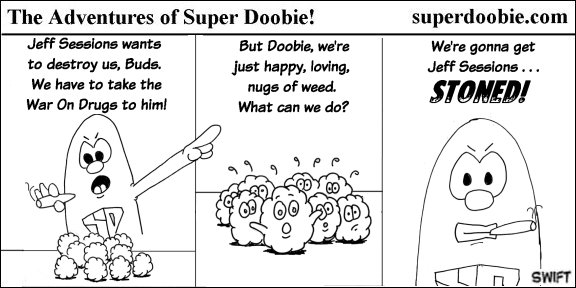 The Adventures of Super Doobie!
superdoobie.com
Jeff Sessions wants
to destroy us, Buds.
We have to take the
War On Drugs to him!
But Doobie, we're
just happy, loving,
nugs of weed.
What can we do?
We're gonna get
Jeff Sessions . . .
STONED!
SD
SD
SWIFT